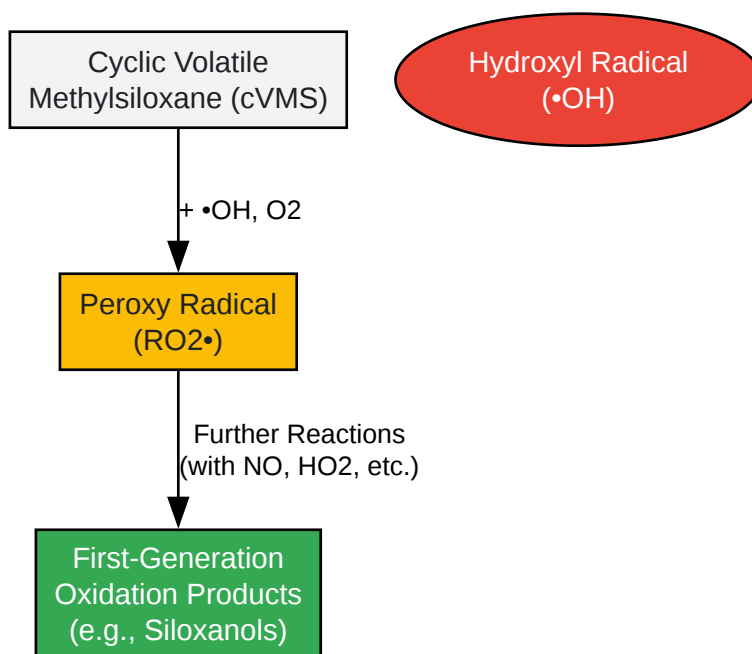 Cyclic Volatile
Methylsiloxane (cVMS)
Hydroxyl Radical
(•OH)
+ •OH, O2
Peroxy Radical
(RO2•)
Further Reactions
(with NO, HO2, etc.)
First-Generation
Oxidation Products
(e.g., Siloxanols)